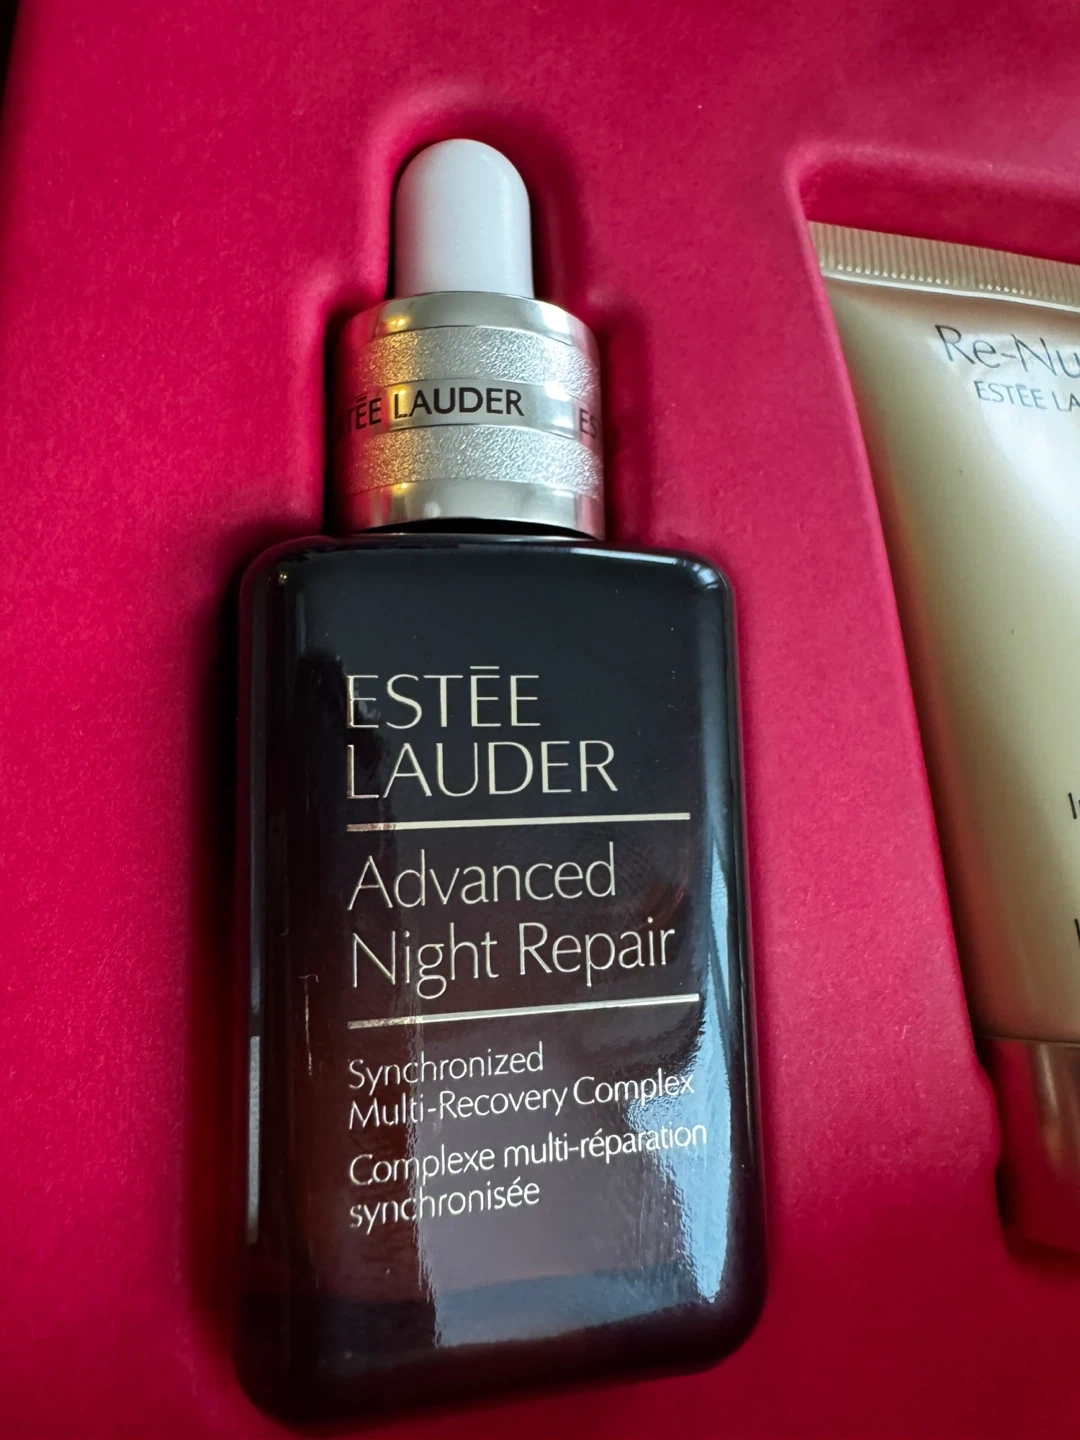 LAUDER
ESTĒE
LAUDER
Advanced
Night Repair
Synchronized
Multi-Recovery Complex
Complexe multi-réparation
synchronisée
ESTĒE